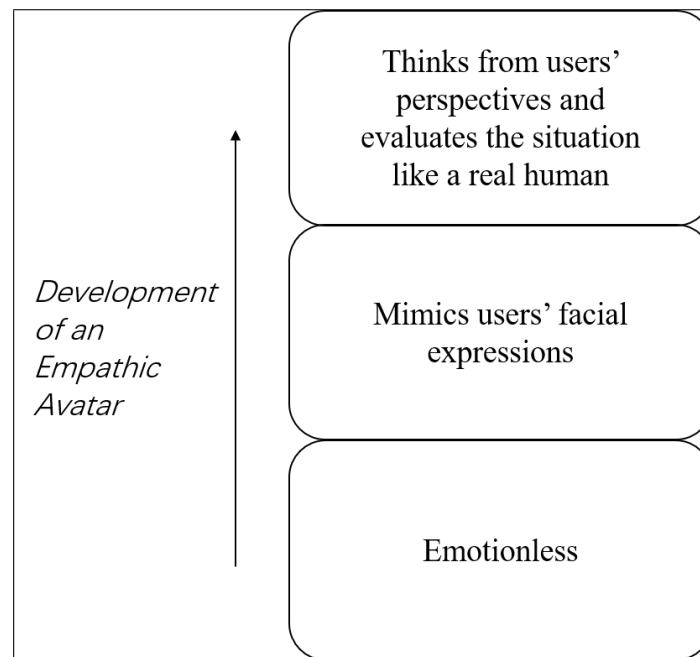 Thinks from users’
perspectives and
evaluates the situation
like a real human
Development
of an
Empathic
Avatar
Mimics users’ facial
expressions
Emotionless